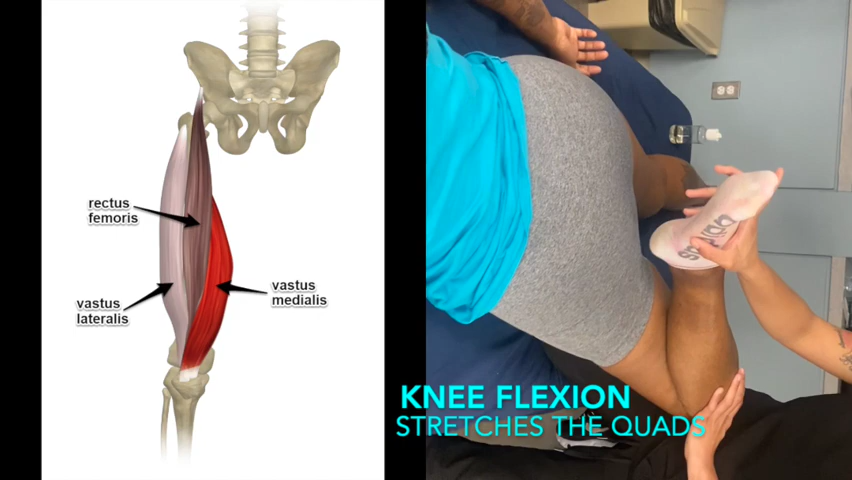 rectus
femoris
vastus
lateralis
vastus
medialis
KNEE FLEXION
STRETCHES THE QUADS